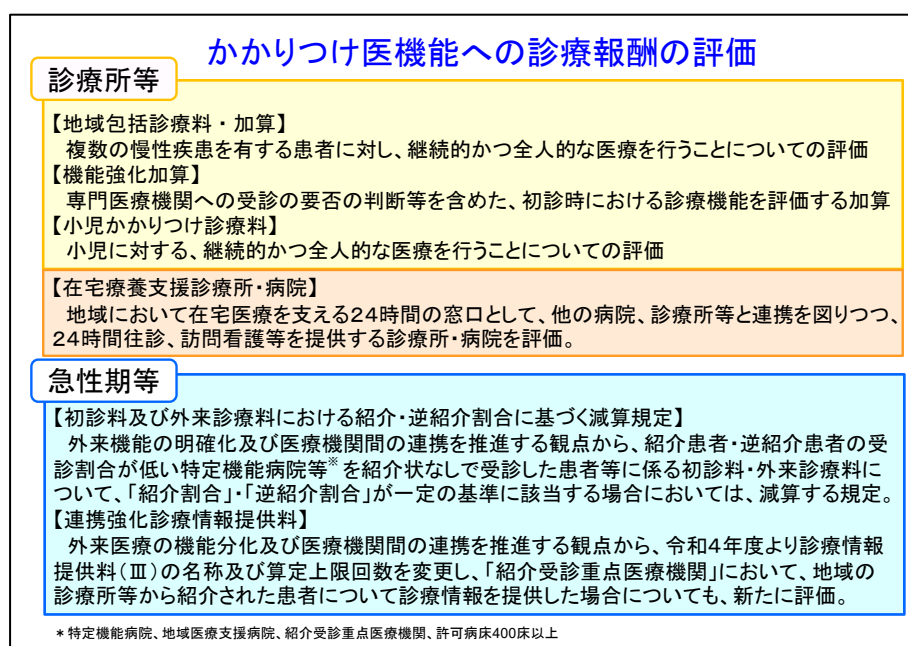 かかりつけ医機能への診療報酬の評価
診療所等
【地域包括診療料・加算】
複数の慢性疾患を有する患者に対し、継続的かつ全人的な医療を行うことについての評価
【機能強化加算】
専門医療機関への受診の要否の判断等を含めた、初診時における診療機能を評価する加算
【小児かかりつけ診療料】
小児に対する、継続的かつ全人的な医療を行うことについての評価
【在宅療養支援診療所・病院】
地域において在宅医療を支える２４時間の窓口として、他の病院、診療所等と連携を図りつつ、
２４時間往診、訪問看護等を提供する診療所・病院を評価。
急性期等
【初診料及び外来診療料における紹介・逆紹介割合に基づく減算規定】
外来機能の明確化及び医療機関間の連携を推進する観点から、紹介患者・逆紹介患者の受
診割合が低い特定機能病院等※を紹介状なしで受診した患者等に係る初診料・外来診療料に
ついて、「紹介割合」・「逆紹介割合」が一定の基準に該当する場合においては、減算する規定。
【連携強化診療情報提供料】
外来医療の機能分化及び医療機関間の連携を推進する観点から、令和４年度より診療情報
提供料（Ⅲ）の名称及び算定上限回数を変更し、「紹介受診重点医療機関」において、地域の
診療所等から紹介された患者について診療情報を提供した場合についても、新たに評価。
＊特定機能病院、地域医療支援病院、紹介受診重点医療機関、許可病床400床以上